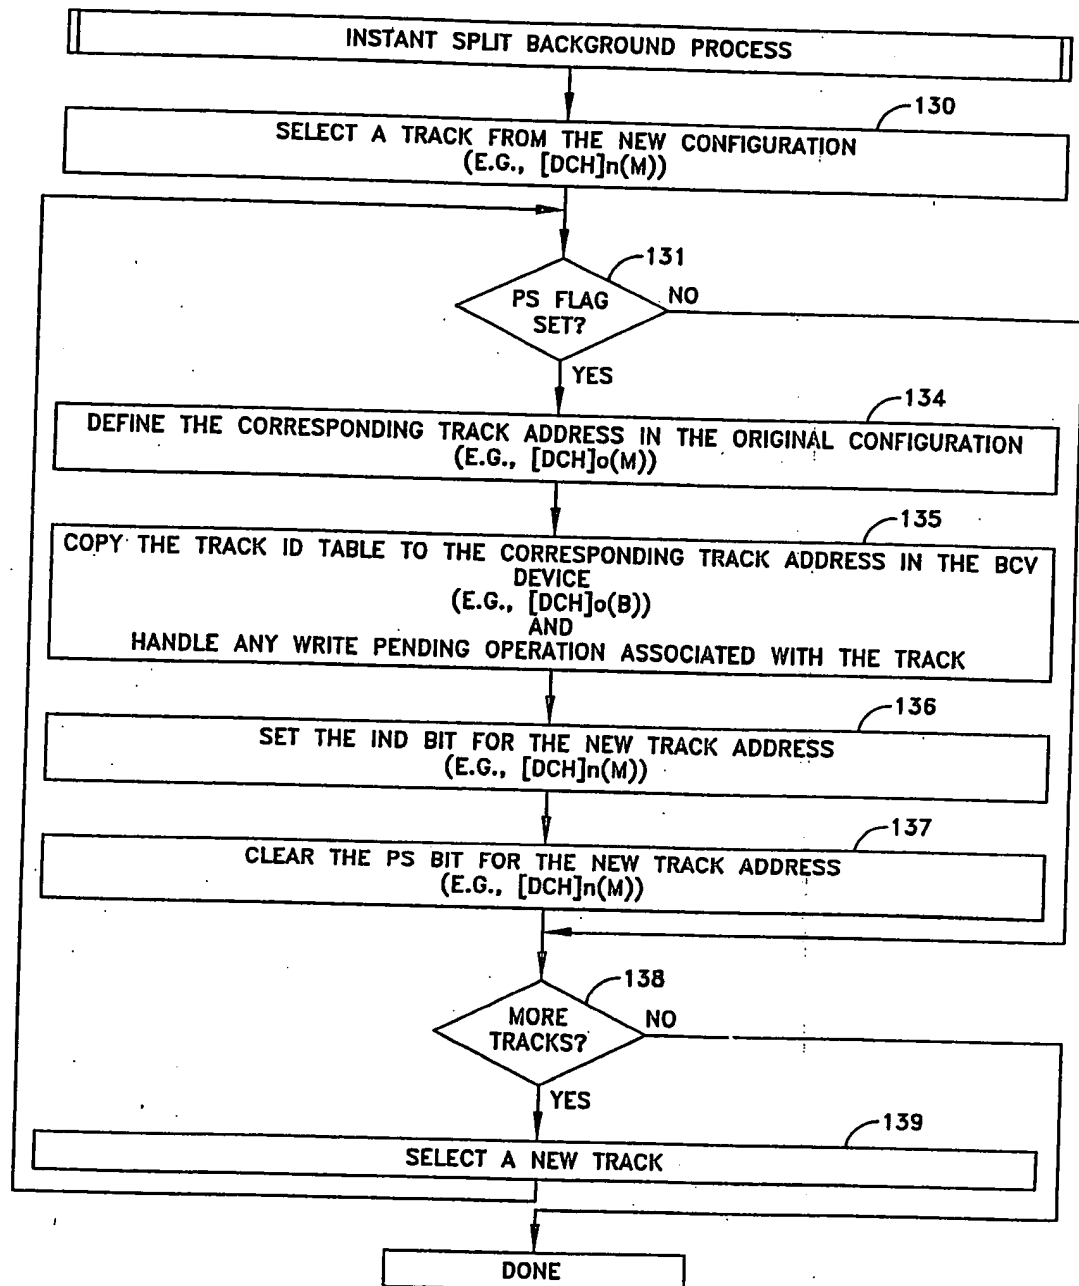 INSTANT SPLIT BACKGROUND PROCESS
130
SELECT A TRACK FROM THE NEW CONFIGURATION
(E.G., [DCH]n(M))
131
PS FLAG
SET?
NO
YES
134
DEFINE THE CORRESPONDING TRACK ADDRESS IN THE ORIGINAL CONFIGURATION
(E.G., [DCH]o(M))
135
COPY THE TRACK ID TABLE TO THE CORRESPONDING TRACK ADDRESS IN THE BCV
DEVICE
(E.G., [DCH]o(B))
AND
HANDLE ANY WRITE PENDING OPERATION ASSOCIATED WITH THE TRACK
136
SET THE IND BIT FOR THE NEW TRACK ADDRESS
(E.G., [DCH]n(M))
137
CLEAR THE PS BIT FOR THE NEW TRACK ADDRESS
(E.G., [DCH]n(M))
138
MORE
TRACKS?
NO
YES
139
SELECT A NEW TRACK
DONE